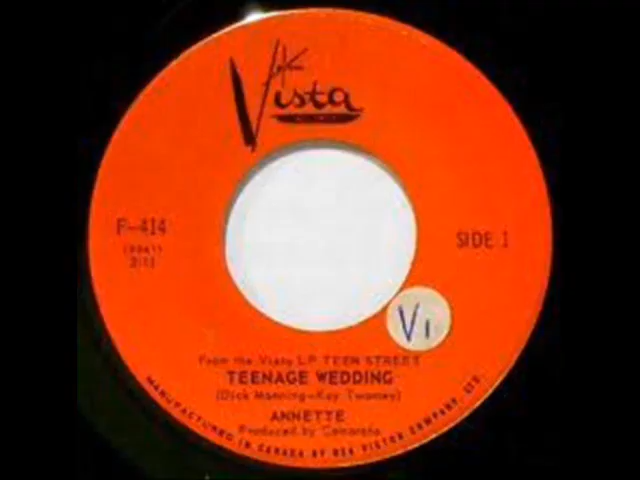 Vista
F-414
SIDE 1
V1
From the Vista LP TEEN STREET
TEENAGE WEDDING
(Dick Manning-Kay Twomey)
ANNETTE
Produced by Camarata
MANUFACTURED IN CANADA BY RCA VICTOR COMPANY, LTD.